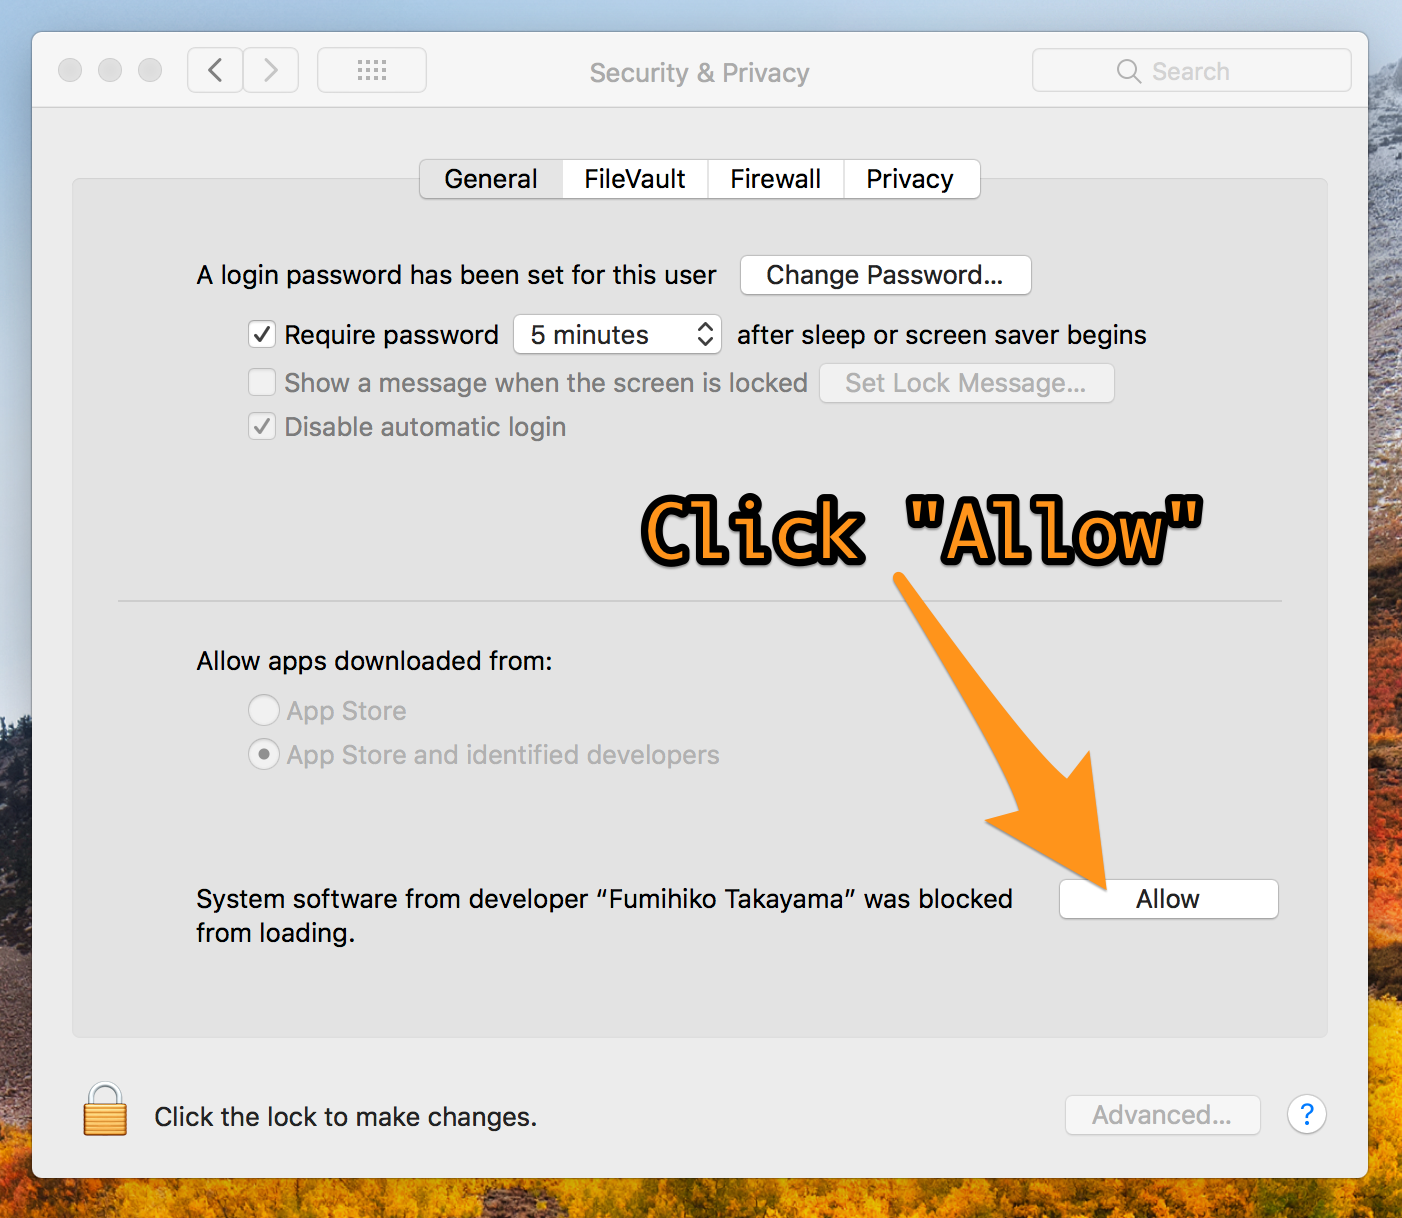 Security & Privacy
Search
General
FileVault
Firewall
Privacy
A login password has been set for this user
Change Password...
Require password
5 minutes
after sleep or screen saver begins
Show a message when the screen is locked
Set Lock Message...
Disable automatic login
Click "Allow"
Allow apps downloaded from:
App Store
App Store and identified developers
System software from developer “Fumihiko Takayama” was blocked
from loading.
Allow
Click the lock to make changes.
Advanced...
?